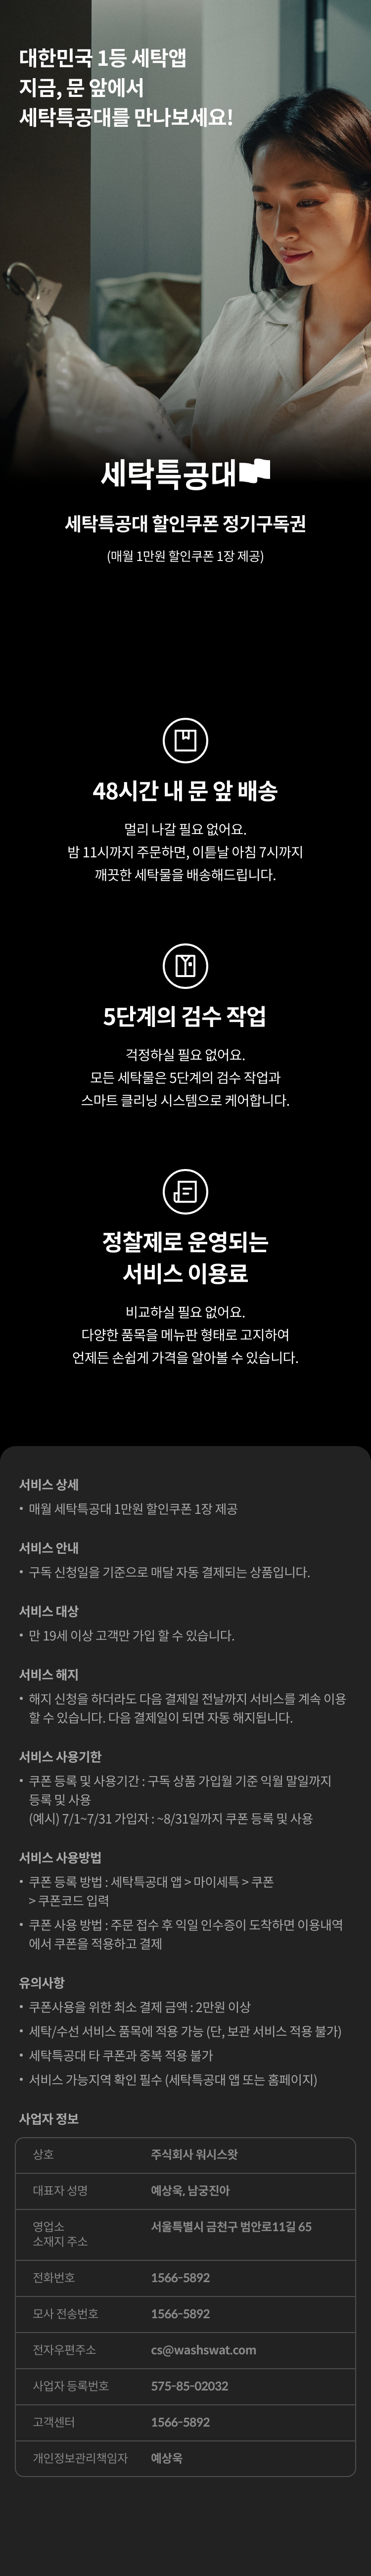 대한민국 1등 세탁앱
지금, 문 앞에서
세탁특공대를 만나보세요!
세탁특공대
세탁특공대 할인쿠폰 정기구독권
(매월 1만원 할인쿠폰 1장 제공)
48시간 내 문 앞 배송
멀리 나갈 필요 없어요.
밤 11시까지 주문하면, 이튿날 아침 7시까지
깨끗한 세탁물을 배송해드립니다.
5단계의 검수 작업
걱정하실 필요 없어요.
모든 세탁물은 5단계의 검수 작업과
스마트 클리닝 시스템으로 케어합니다.
정찰제로 운영되는
서비스 이용료
비교하실 필요 없어요.
다양한 품목을 메뉴판 형태로 고지하여
언제든 손쉽게 가격을 알아볼 수 있습니다.
서비스 상세
• 매월 세탁특공대 1만원 할인쿠폰 1장 제공
서비스 안내
• 구독 신청일을 기준으로 매달 자동 결제되는 상품입니다.
서비스 대상
• 만 19세 이상 고객만 가입 할 수 있습니다.
서비스 해지
• 해지 신청을 하더라도 다음 결제일 전날까지 서비스를 계속 이용
할 수 있습니다. 다음 결제일이 되면 자동 해지됩니다.
서비스 사용기한
• 쿠폰 등록 및 사용기간 : 구독 상품 가입월 기준 익월 말일까지
등록 및 사용
(예시) 7/1~7/31 가입자 : ~8/31일까지 쿠폰 등록 및 사용
서비스 사용방법
• 쿠폰 등록 방법 : 세탁특공대 앱 > 마이세특 > 쿠폰
> 쿠폰코드 입력
• 쿠폰 사용 방법 : 주문 접수 후 익일 인수증이 도착하면 이용내역
에서 쿠폰을 적용하고 결제
유의사항
• 쿠폰사용을 위한 최소 결제 금액 : 2만원 이상
• 세탁/수선 서비스 품목에 적용 가능 (단, 보관 서비스 적용 불가)
• 세탁특공대 타 쿠폰과 중복 적용 불가
• 서비스 가능지역 확인 필수 (세탁특공대 앱 또는 홈페이지)
사업자 정보
상호 주식회사 워시스왓
대표자 성명 예상욱, 남궁진아
영업소 서울특별시 금천구 범안로11길 65
소재지 주소
전화번호 1566-5892
모사 전송번호 1566-5892
전자우편주소 cs@washswat.com
사업자 등록번호 575-85-02032
고객센터 1566-5892
개인정보관리책임자 예상욱